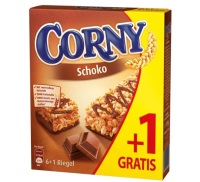 CORNY
Schoko
+1
GRATIS
6+1 Riegel